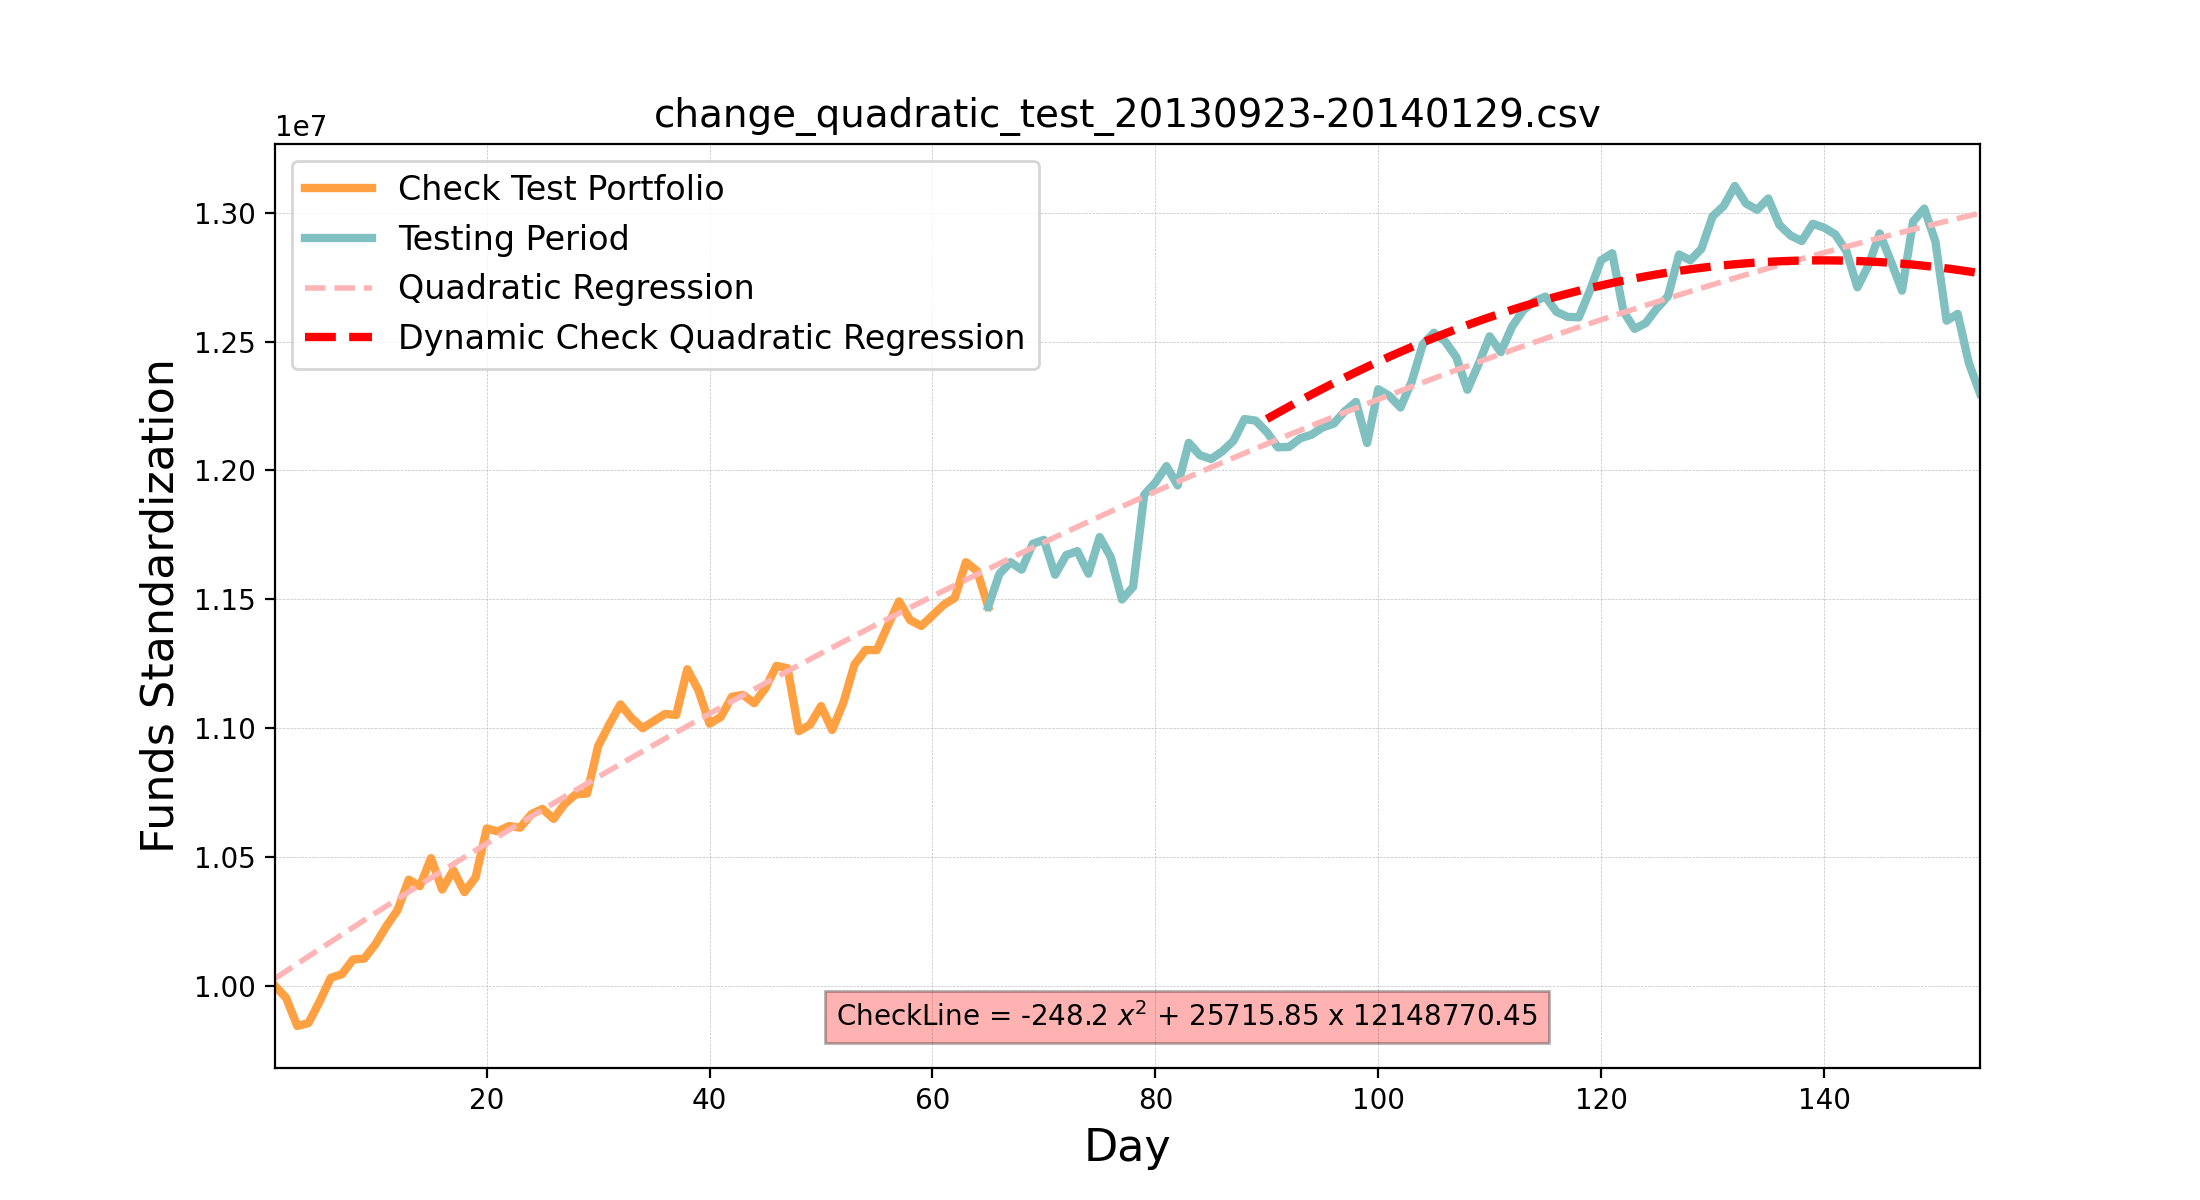 change_quadratic_test_20130923-20140129.csv
1e7
Check Test Portfolio
Testing Period
Quadratic Regression
Dynamic Check Quadratic Regression
1.30
1.25
1.20
1.15
1.10
1.05
1.00
Funds Standardization
CheckLine = -248.2 x² + 25715.85 x 12148770.45
20 40 60 80 100 120 140
Day